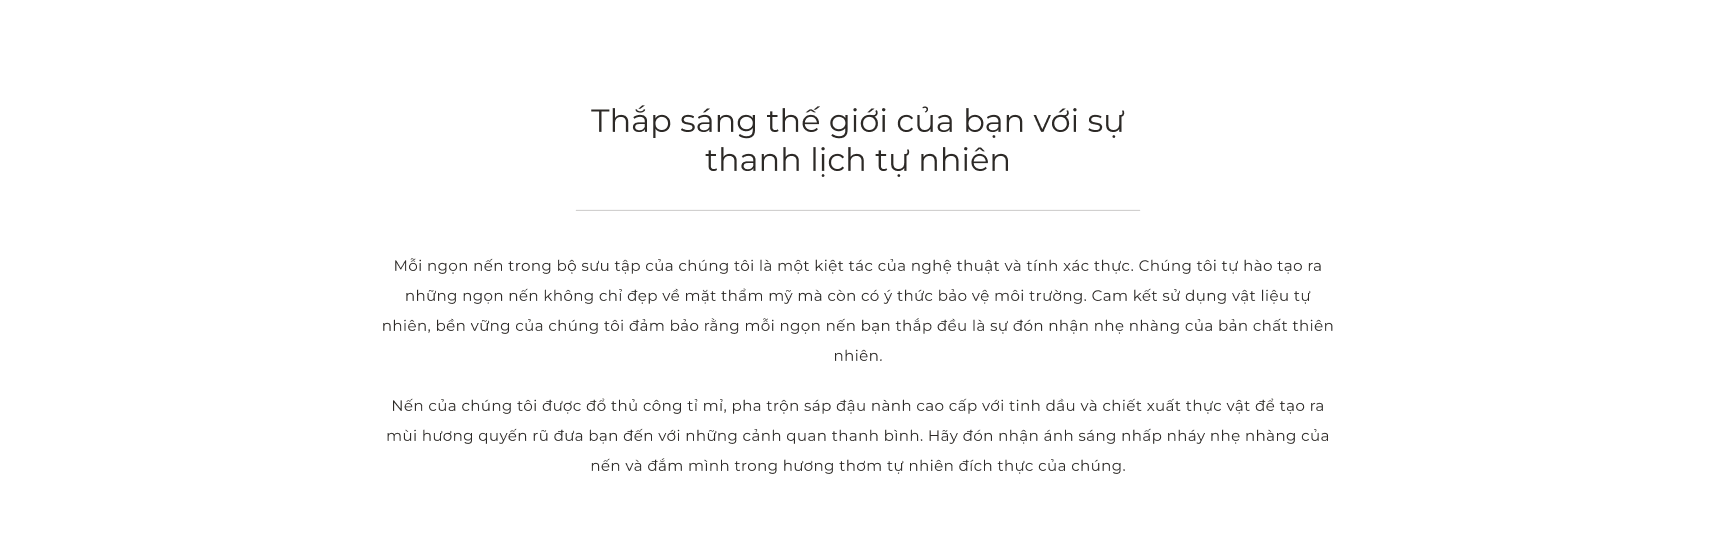 Thắp sáng thế giới của bạn với sự
thanh lịch tự nhiên
Mỗi ngọn nến trong bộ sưu tập của chúng tôi là một kiệt tác của nghệ thuật và tính xác thực. Chúng tôi tự hào tạo ra
những ngọn nến không chỉ đẹp về mặt thẩm mỹ mà còn có ý thức bảo vệ môi trường. Cam kết sử dụng vật liệu tự
nhiên, bền vững của chúng tôi đảm bảo rằng mỗi ngọn nến bạn thắp đều là sự đón nhận nhẹ nhàng của bản chất thiên
nhiên.
Nến của chúng tôi được đổ thủ công tỉ mỉ, pha trộn sáp đậu nành cao cấp với tinh dầu và chiết xuất thực vật để tạo ra
mùi hương quyến rũ đưa bạn đến với những cảnh quan thanh bình. Hãy đón nhận ánh sáng nhấp nháy nhẹ nhàng của
nến và đắm mình trong hương thơm tự nhiên đích thực của chúng.